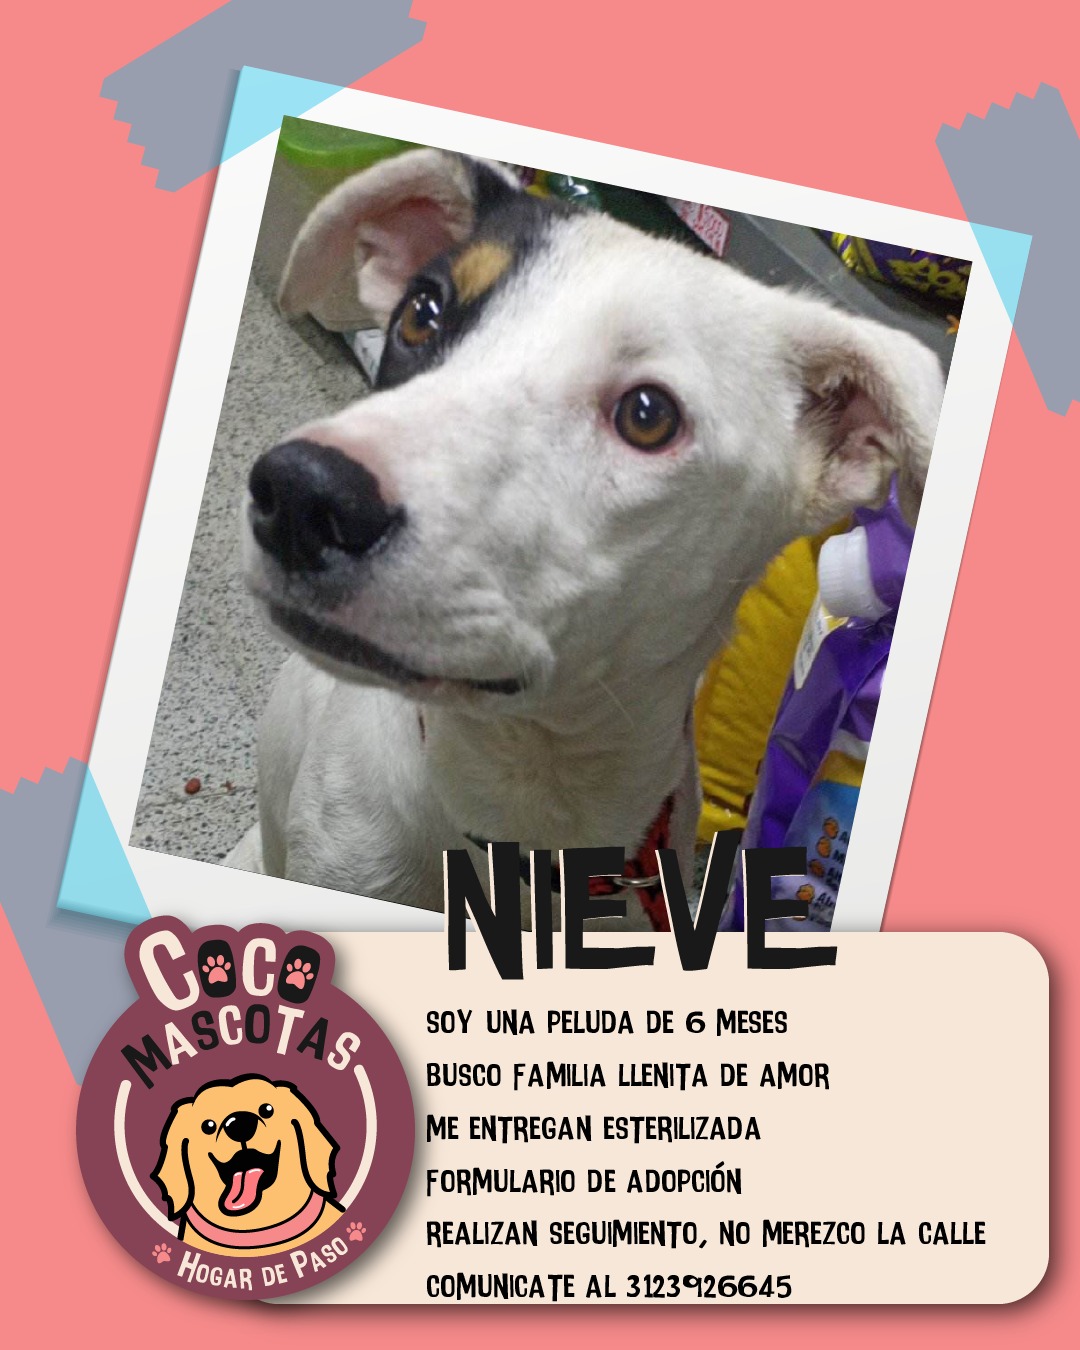 NIEVE
SOY UNA PELUDA DE 6 MESES
BUSCO FAMILIA LLENITA DE AMOR
ME ENTREGAN ESTERILIZADA
FORMULARIO DE ADOPCIÓN
REALIZAN SEGUIMIENTO, NO MEREZCO LA CALLE
COMUNICATE AL 3123926645
COCO
MASCOTAS
HOGAR DE PASO